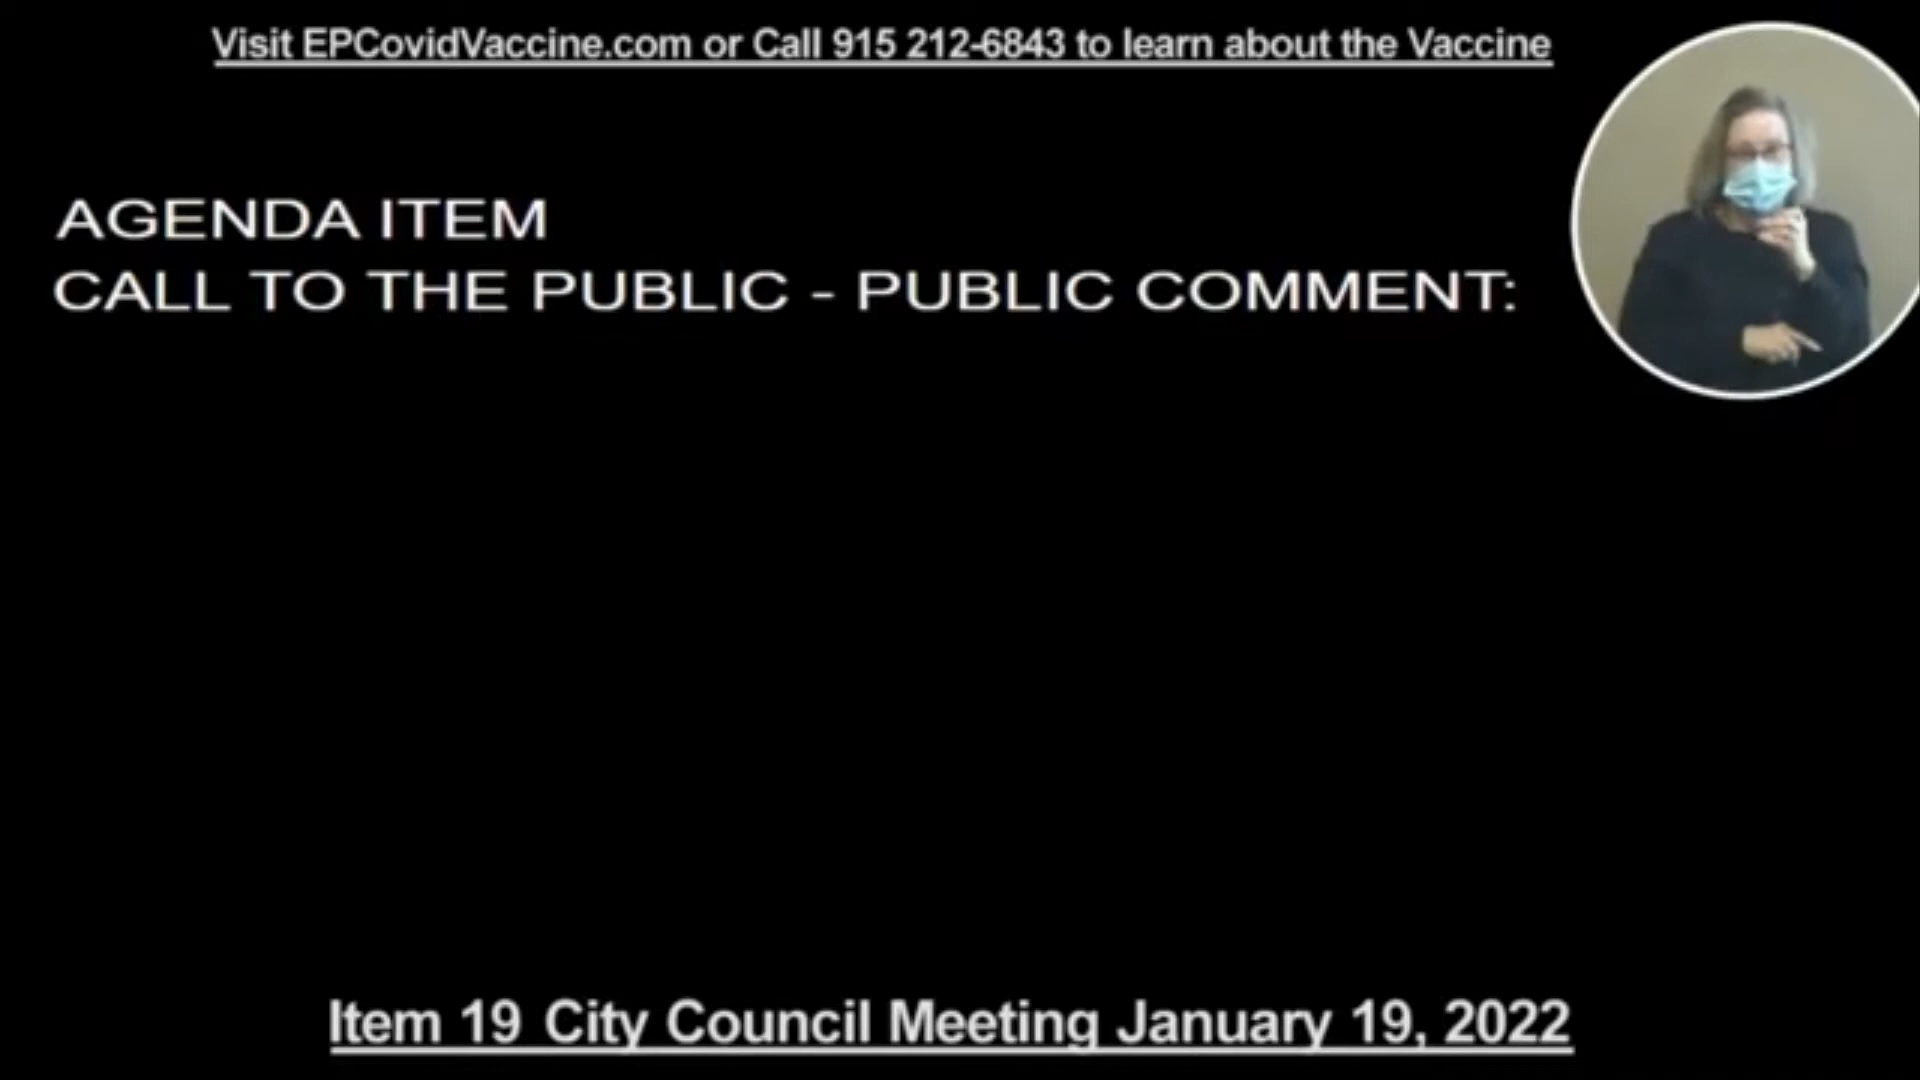 Visit EPCovidVaccine.com or Call 915 212-6843 to learn about the Vaccine
AGENDA ITEM
CALL TO THE PUBLIC - PUBLIC COMMENT:
Item 19 City Council Meeting January 19, 2022